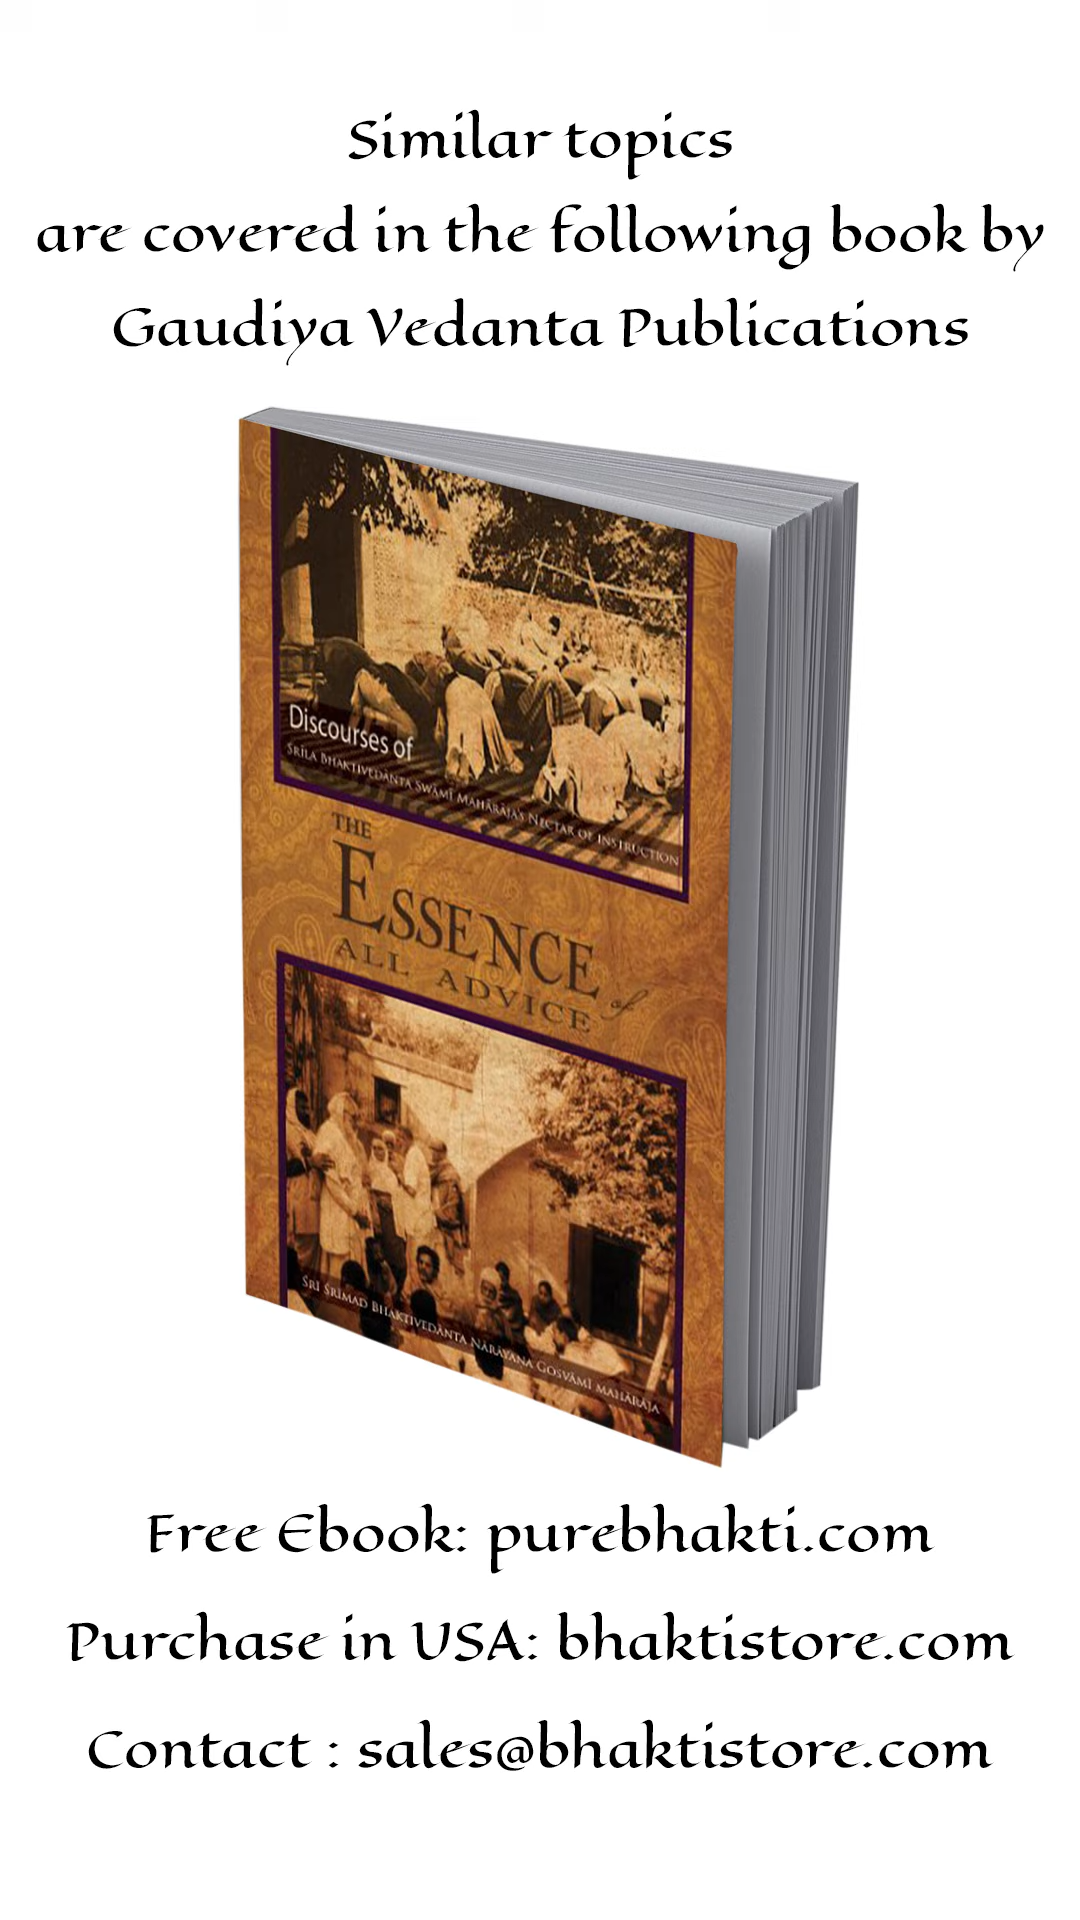 Similar topics
are covered in the following book by
Gaudiya Vedanta Publications
Discourses of
Śrīla Bhaktivedānta Swāmī Mahārāja's Nectar of Instruction
THE
ESSENCE of
ALL ADVICE
Śrī Śrīmad Bhaktivedānta Nārāyaṇa Gosvāmī mahārāja
Free Ebook: purebhakti.com
Purchase in USA: bhaktistore.com
Contact : sales@bhaktistore.com